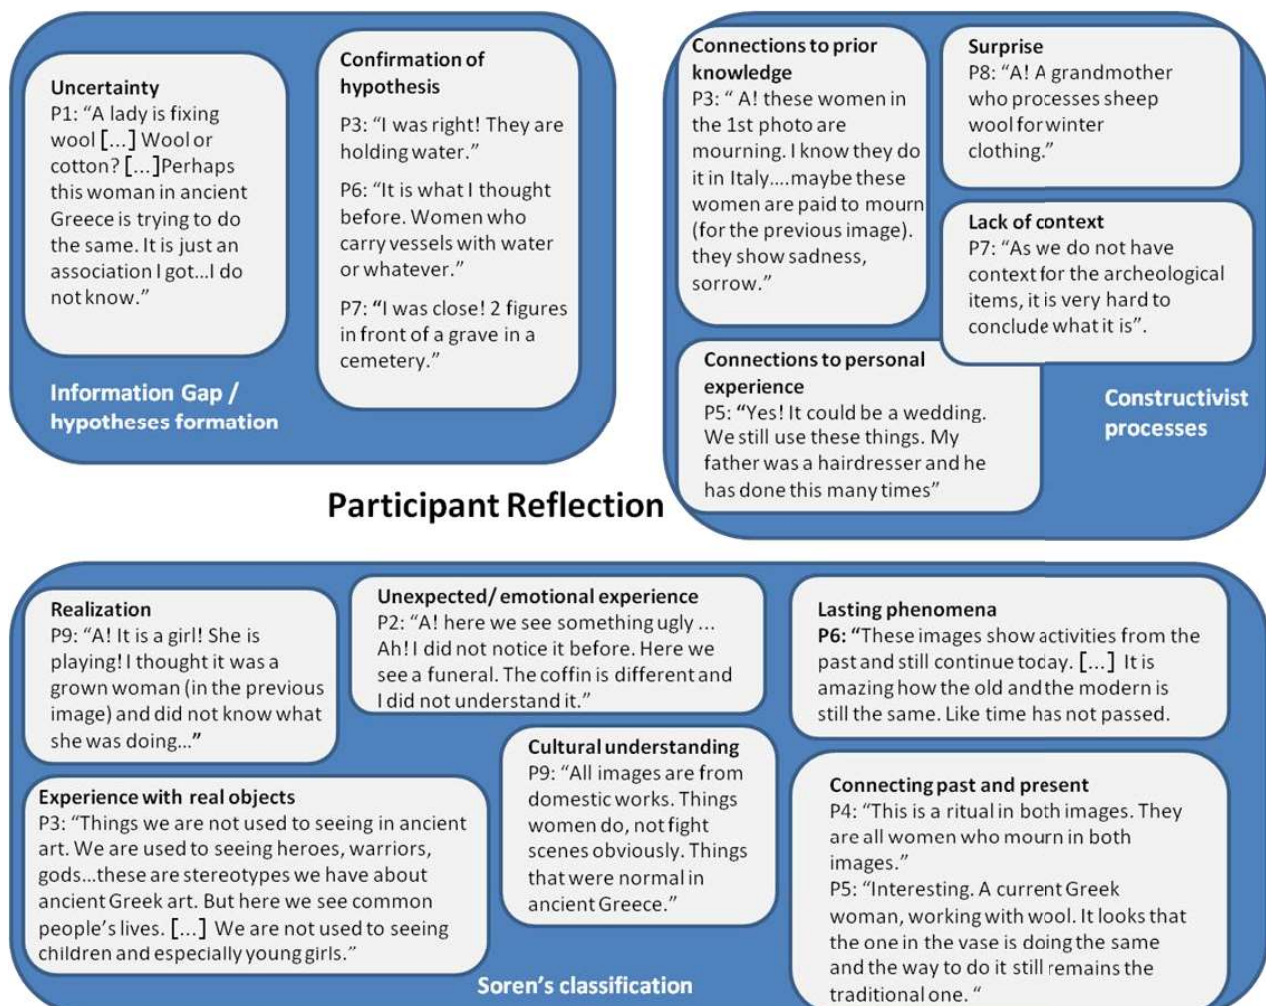 Uncertainty
P1: “A lady is fixing
wool [...] Wool or
cotton? [...]Perhaps
this woman in ancient
Greece is trying to do
the same. It is just an
association I got...I do
not know.”
Confirmation of
hypothesis
P3: “I was right! They are
holding water.”
P6: “It is what I thought
before. Women who
carry vessels with water
or whatever.”
P7: “I was close! 2 figures
in front of a grave in a
cemetery.”
Information Gap /
hypotheses formation
Connections to prior
knowledge
P3: “ A! these women in
the 1st photo are
mourning. I know they do
it in Italy....maybe these
women are paid to mourn
(for the previous image).
they show sadness,
sorrow.”
Surprise
P8: “A! A grandmother
who processes sheep
wool for winter
clothing.”
Lack of context
P7: “As we do not have
context for the archeological
items, it is very hard to
conclude what it is”.
Connections to personal
experience
P5: “Yes! It could be a wedding.
We still use these things. My
father was a hairdresser and he
has done this many times”
Constructivist
processes
Participant Reflection
Realization
P9: “A! It is a girl! She is
playing! I thought it was a
grown woman (in the previous
image) and did not know what
she was doing...”
Unexpected/ emotional experience
P2: “A! here we see something ugly ...
Ah! I did not notice it before. Here we
see a funeral. The coffin is different and
I did not understand it.”
Lasting phenomena
P6: “These images show activities from the
past and still continue today. [...] It is
amazing how the old and the modern is
still the same. Like time has not passed.
Experience with real objects
P3: “Things we are not used to seeing in ancient
art. We are used to seeing heroes, warriors,
gods...these are stereotypes we have about
ancient Greek art. But here we see common
people’s lives. [...] We are not used to seeing
children and especially young girls.”
Cultural understanding
P9: “All images are from
domestic works. Things
women do, not fight
scenes obviously. Things
that were normal in
ancient Greece.”
Connecting past and present
P4: “This is a ritual in both images. They
are all women who mourn in both
images.”
P5: “Interesting. A current Greek
woman, working with wool. It looks that
the one in the vase is doing the same
and the way to do it still remains the
traditional one. “
Soren’s classification